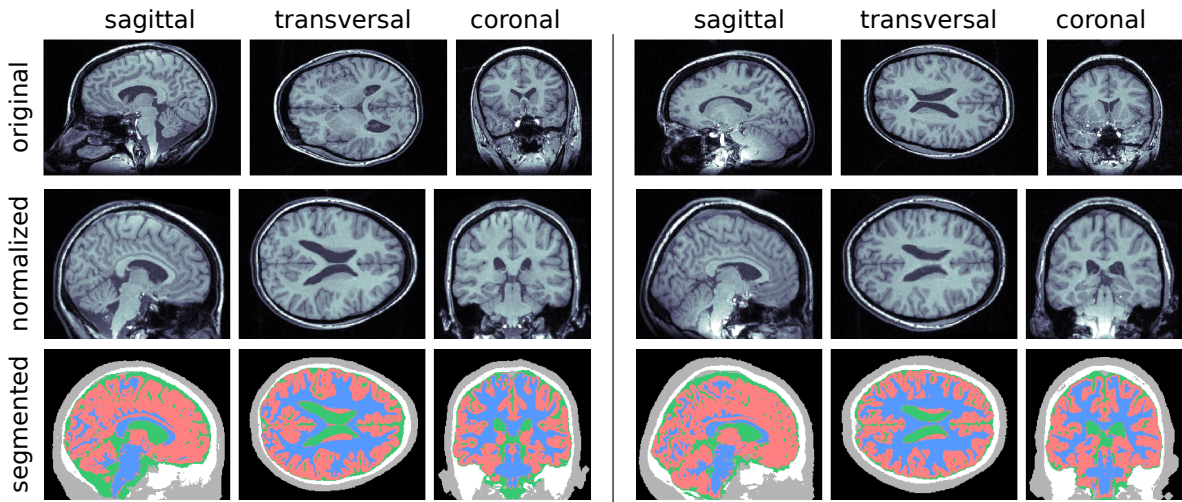 sagittal transversal coronal sagittal transversal coronal
original
normalized
segmented